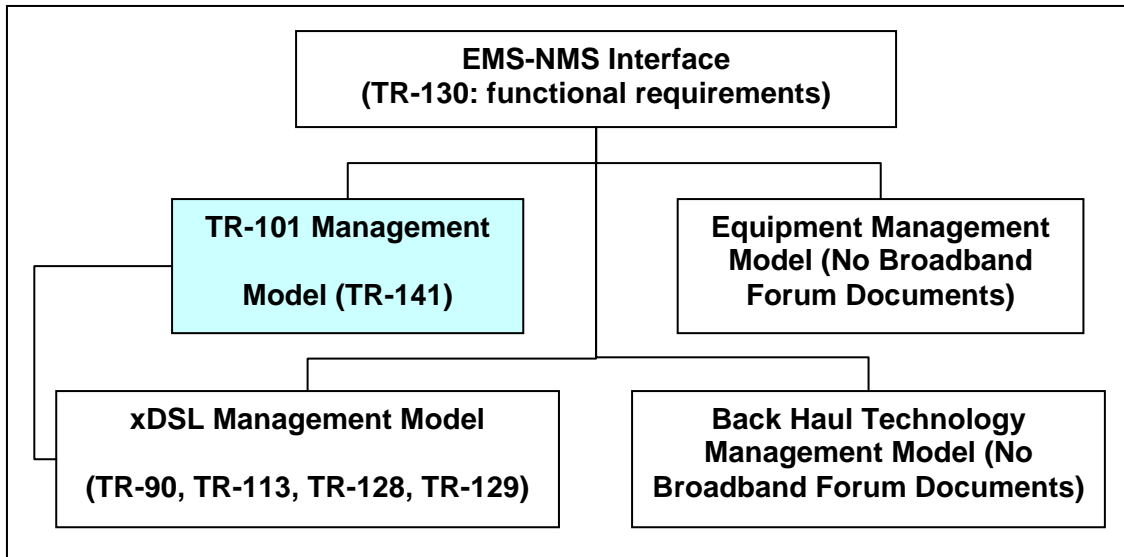 EMS-NMS Interface
(TR-130: functional requirements)
TR-101 Management
Model (TR-141)
Equipment Management
Model (No Broadband
Forum Documents)
xDSL Management Model
(TR-90, TR-113, TR-128, TR-129)
Back Haul Technology
Management Model (No
Broadband Forum Documents)